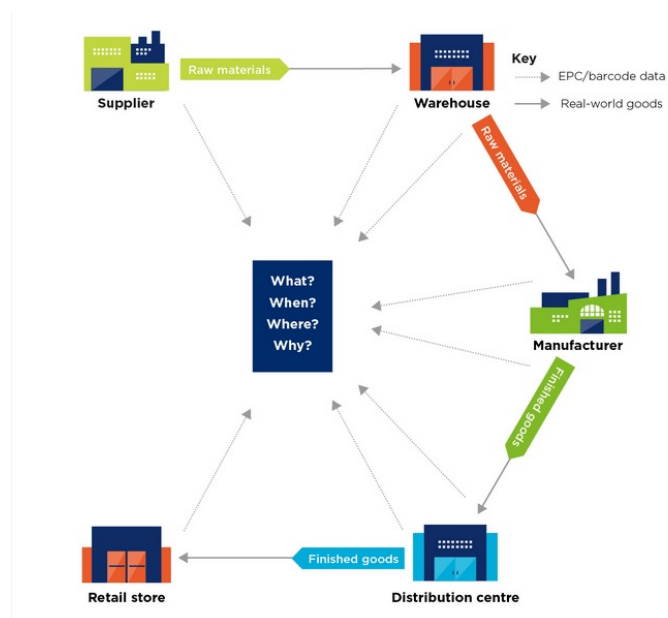 Raw materials
Supplier
Warehouse
Key
EPC/barcode data
Real-world goods
Raw materials
What?
When?
Where?
Why?
Manufacturer
Finished goods
Finished goods
Retail store
Distribution centre